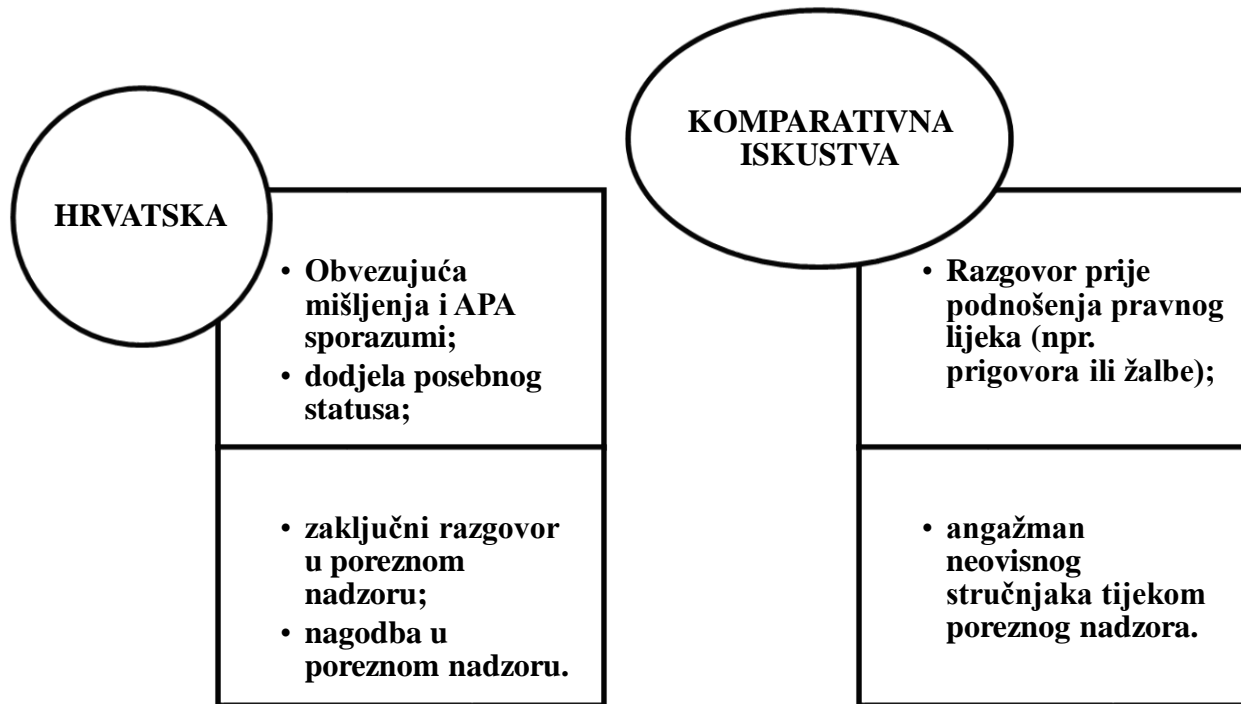 HRVATSKA
• Obvezujuća
mišljenja i APA
sporazumi;
• dodjela posebnog
statusa;
• zaključni razgovor
u poreznom
nadzoru;
• nagodba u
poreznom nadzoru.
KOMPARATIVNA
ISKUSTVA
• Razgovor prije
podnošenja pravnog
lijeka (npr.
prigovora ili žalbe);
• angažman
neovisnog
stručnjaka tijekom
poreznog nadzora.